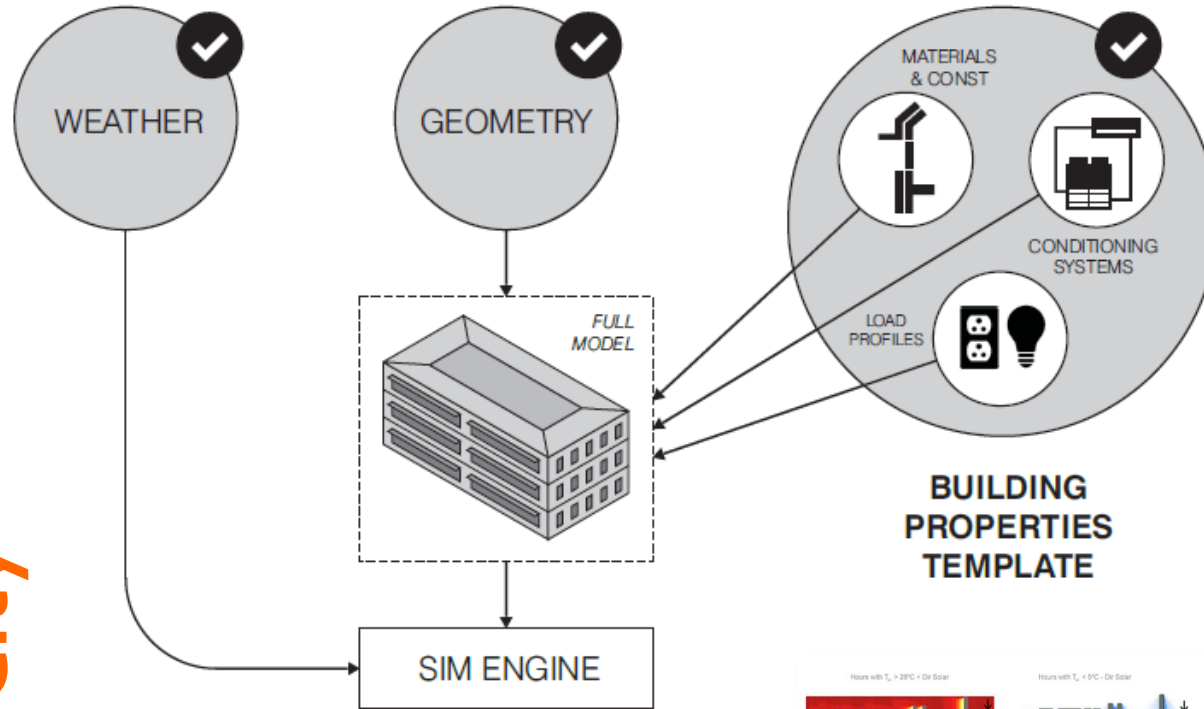 WEATHER
GEOMETRY
MATERIALS
& CONST
CONDITIONING
SYSTEMS
LOAD
PROFILES
FULL
MODEL
BUILDING
PROPERTIES
TEMPLATE
SIM ENGINE